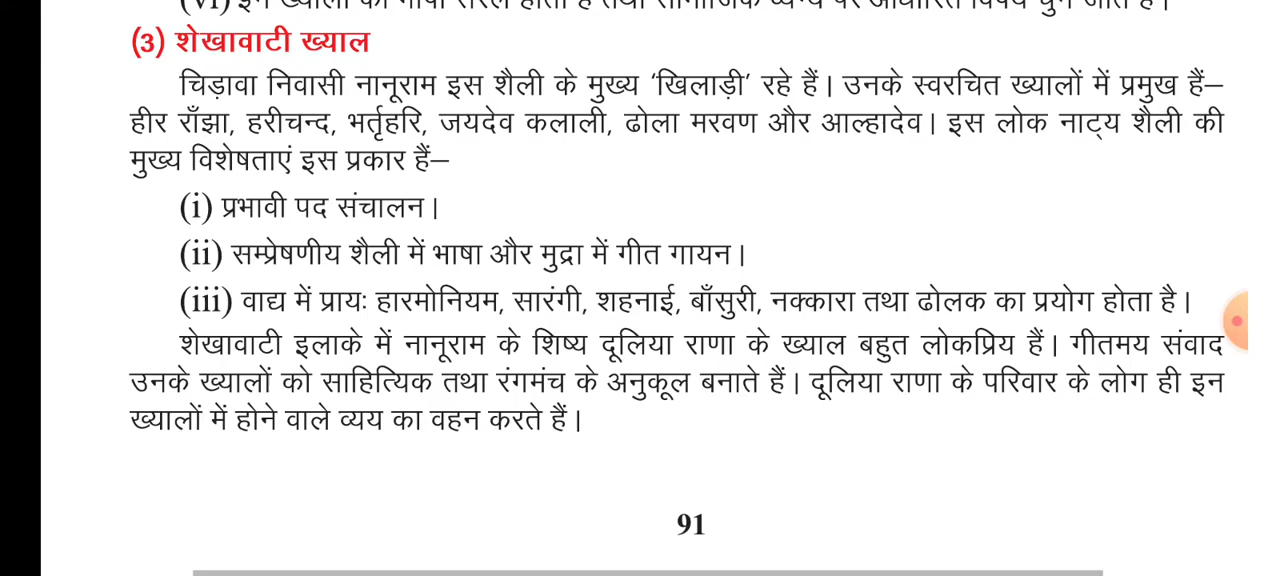 (3) शेखावाटी ख्याल
चिड़ावा निवासी नानूराम इस शैली के मुख्य ‘खिलाड़ी’ रहे हैं। उनके स्वरचित ख्यालों में प्रमुख हैं–
हीर राँझा, हरीचन्द, भर्तृहरि, जयदेव कलाली, ढोला मरवण और आल्हादेव। इस लोक नाट्य शैली की
मुख्य विशेषताएं इस प्रकार हैं–
(i) प्रभावी पद संचालन।
(ii) सम्प्रेषणीय शैली में भाषा और मुद्रा में गीत गायन।
(iii) वाद्य में प्रायः हारमोनियम, सारंगी, शहनाई, बाँसुरी, नक्कारा तथा ढोलक का प्रयोग होता है।
शेखावाटी इलाके में नानूराम के शिष्य दूलिया राणा के ख्याल बहुत लोकप्रिय हैं। गीतमय संवाद
उनके ख्यालों को साहित्यिक तथा रंगमंच के अनुकूल बनाते हैं। दूलिया राणा के परिवार के लोग ही इन
ख्यालों में होने वाले व्यय का वहन करते हैं।
91